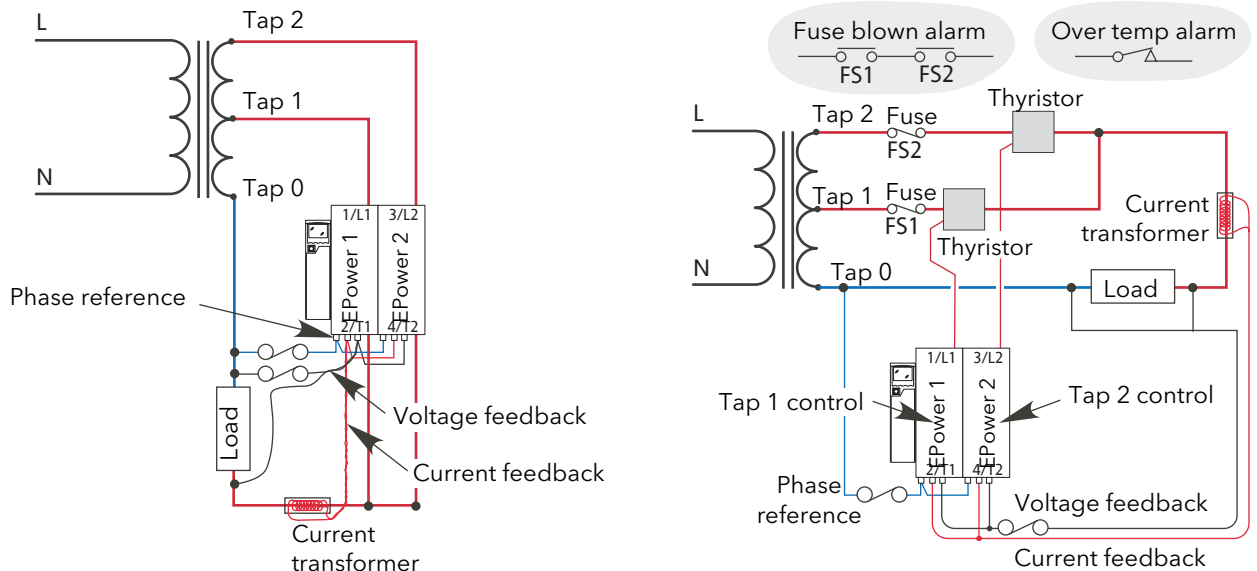 L
Tap 2
Tap 1
N
Tap 0
1/L1
3/L2
EPower 1
EPower 2
Phase reference
2/T1
4/T2
Voltage feedback
Load
Current feedback
Current
transformer
Fuse blown alarm
FS1
FS2
Over temp alarm
Thyristor
L
Tap 2
Fuse
FS2
Tap 1
Fuse
FS1
Current
transformer
Thyristor
N
Tap 0
Load
1/L1
3/L2
Tap 1 control
EPower 1
EPower 2
Tap 2 control
2/T1
4/T2
Phase
reference
Voltage feedback
Current feedback